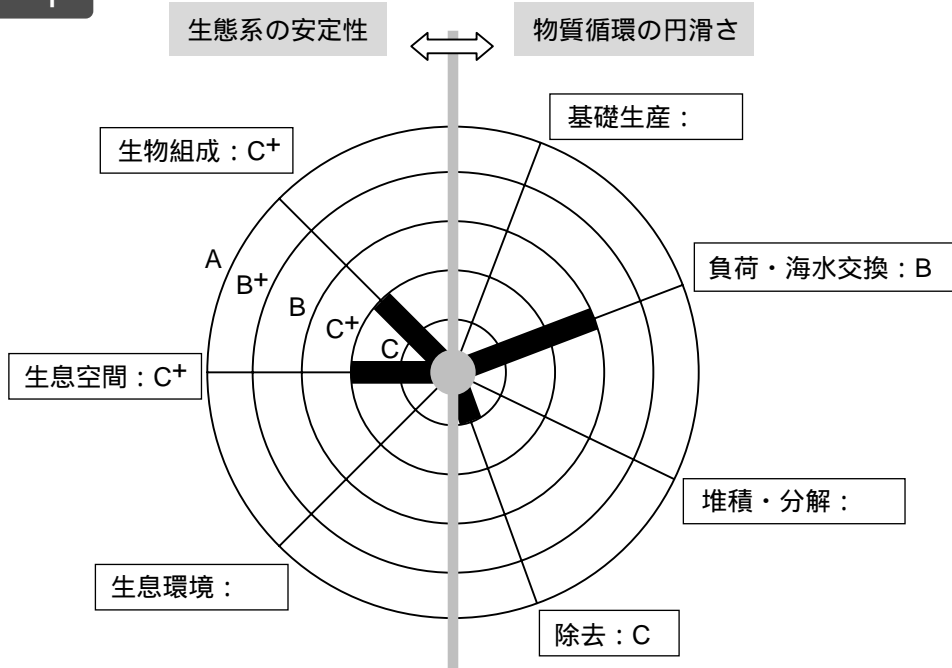 生態系の安定性
物質循環の円滑さ
基礎生産：
生物組成：C+
A
B+
負荷・海水交換：B
B
C+
C
生息空間：C+
堆積・分解：
生息環境：
除去：C